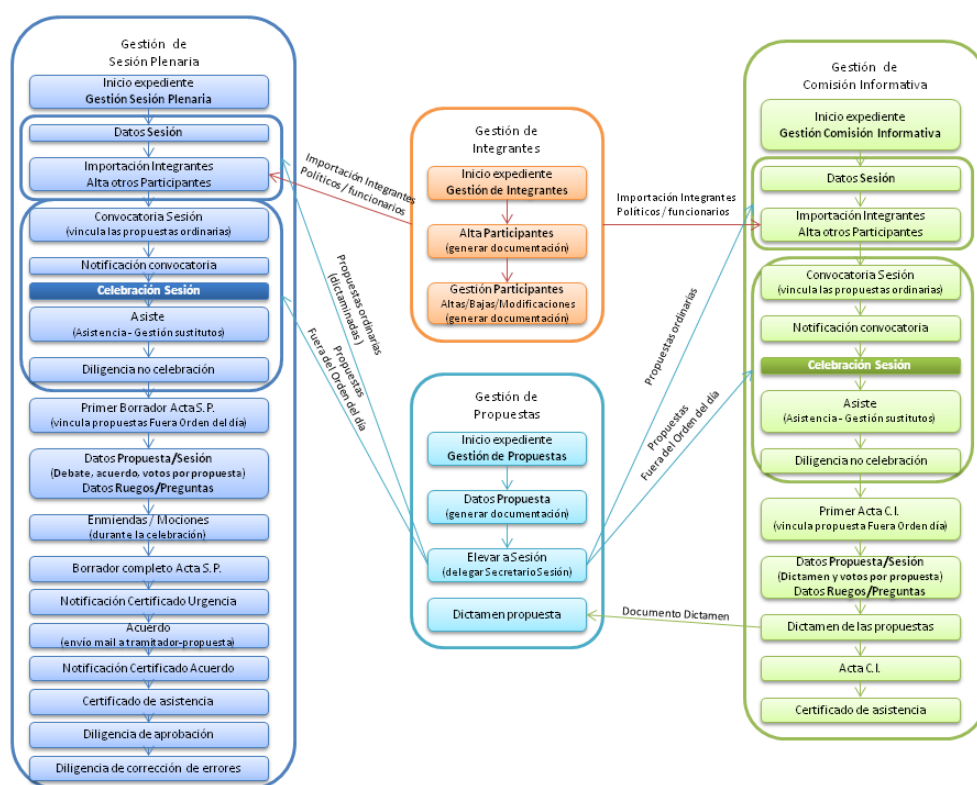 Gestión de
Sesión Plenaria
Inicio expediente
Gestión Sesión Plenaria
Datos Sesión
Importación Integrantes
Alta otros Participantes
Convocatoria Sesión
(vincula las propuestas ordinarias)
Notificación convocatoria
Celebración Sesión
Asiste
(Asistencia - Gestión sustitutos)
Diligencia no celebración
Primer Borrador Acta S.P.
(vincula propuestas Fuera Orden del día)
Datos Propuesta/Sesión
(Debate, acuerdo, votos por propuesta)
Datos Ruegos/Preguntas
Enmiendas / Mociones
(durante la celebración)
Borrador completo Acta S.P.
Notificación Certificado Urgencia
Acuerdo
(envío mail a tramitador-propuesta)
Notificación Certificado Acuerdo
Certificado de asistencia
Diligencia de aprobación
Diligencia de corrección de errores
Importación Integrantes
Políticos / funcionarios
Propuestas ordinarias
(dictaminadas)
Propuestas
Fuera del Orden del día
Gestión de
Integrantes
Inicio expediente
Gestión de Integrantes
Alta Participantes
(generar documentación)
Gestión Participantes
Altas/Bajas/Modificaciones
(generar documentación)
Gestión de
Propuestas
Inicio expediente
Gestión de Propuestas
Datos Propuesta
(generar documentación)
Elevar a Sesión
(delegar Secretario Sesión)
Dictamen propuesta
Importación Integrantes
Políticos / funcionarios
Propuestas ordinarias
Propuestas
Fuera del Orden del día
Documento Dictamen
Gestión de
Comisión Informativa
Inicio expediente
Gestión Comisión Informativa
Datos Sesión
Importación Integrantes
Alta otros Participantes
Convocatoria Sesión
(vincula las propuestas ordinarias)
Notificación convocatoria
Celebración Sesión
Asiste
(Asistencia - Gestión sustitutos)
Diligencia no celebración
Primer Acta C.I.
(vincula propuesta Fuera Orden día)
Datos Propuesta/Sesión
(Dictamen y votos por propuesta)
Datos Ruegos/Preguntas
Dictamen de las propuestas
Acta C.I.
Certificado de asistencia